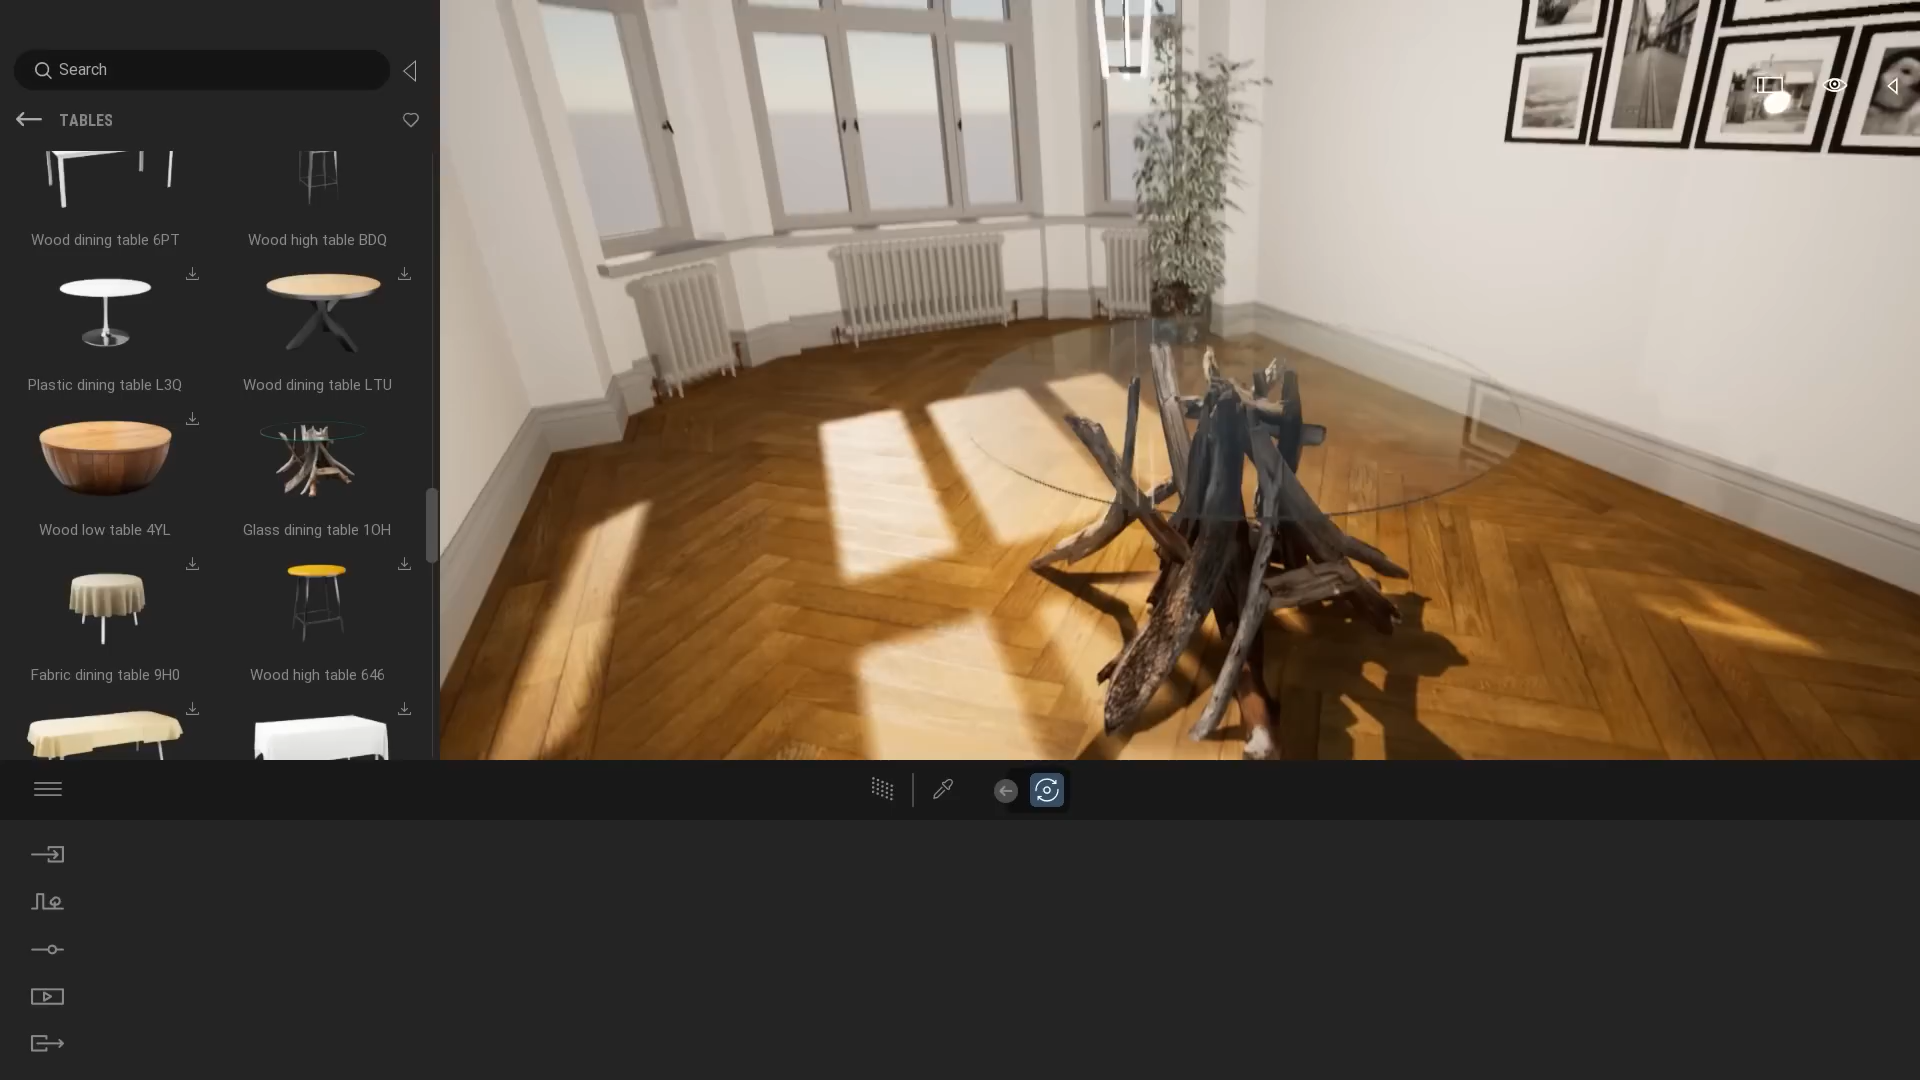 Search
TABLES
Wood dining table 6PT
Wood high table BDQ
Plastic dining table L3Q
Wood dining table LTU
Wood low table 4YL
Glass dining table 1OH
Fabric dining table 9H0
Wood high table 646